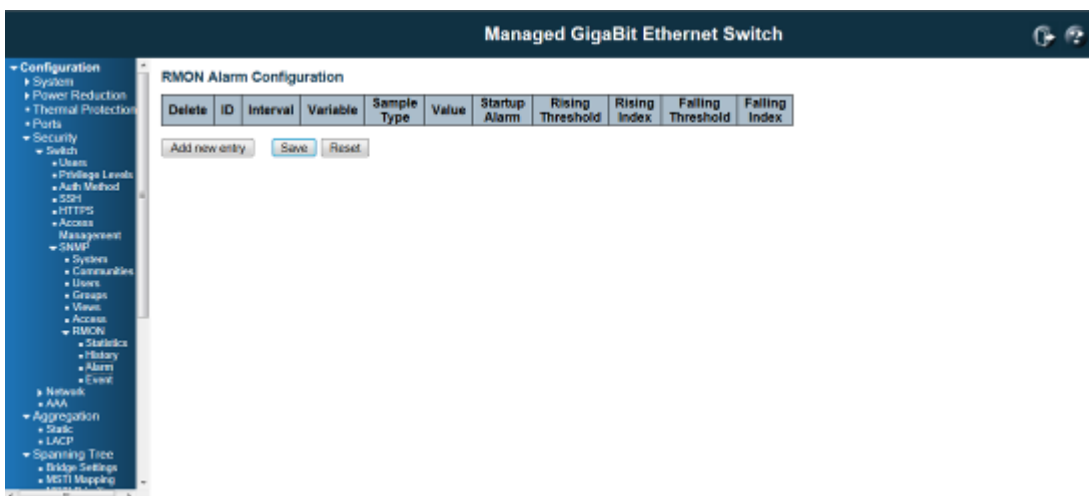 Managed GigaBit Ethernet Switch
Configuration
System
Power Reduction
Thermal Protection
Ports
Security
Switch
Users
Privilege Levels
Auth Method
SSH
HTTPS
Access
Management
SNMP
System
Communities
Users
Groups
Views
Access
RMON
Statistics
History
Alarm
Event
Network
AAA
Aggregation
Static
LACP
Spanning Tree
Bridge Settings
MSTI Mapping
RMON Alarm Configuration
Delete ID Interval Variable Sample Type Value Startup Alarm Rising Threshold Rising Index Falling Threshold Falling Index
Add new entry Save Reset